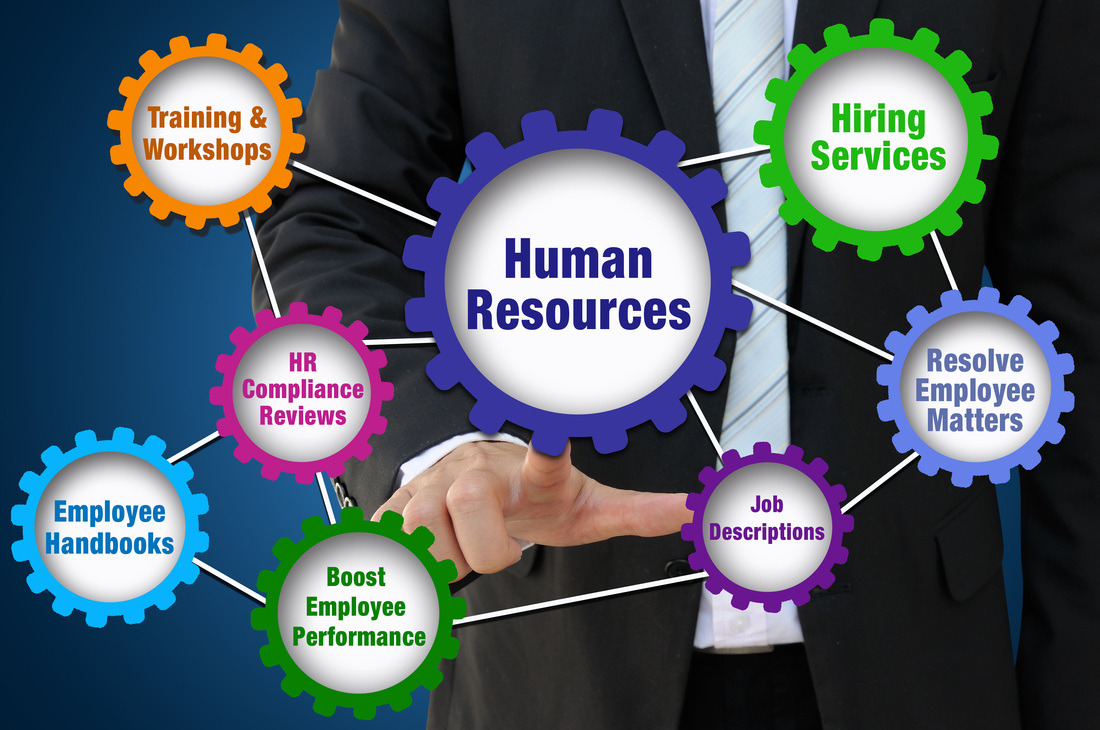 Training &
Workshops
Hiring
Services
Human
Resources
HR
Compliance
Reviews
Resolve
Employee
Matters
Employee
Handbooks
Job
Descriptions
Boost
Employee
Performance